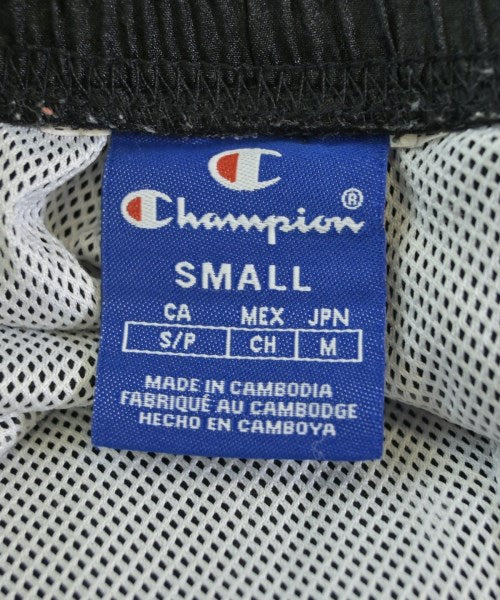 Champion®
SMALL
CA MEX JPN
S/P CH M
MADE IN CAMBODIA
FABRIQUÉ AU CAMBODGE
HECHO EN CAMBOYA